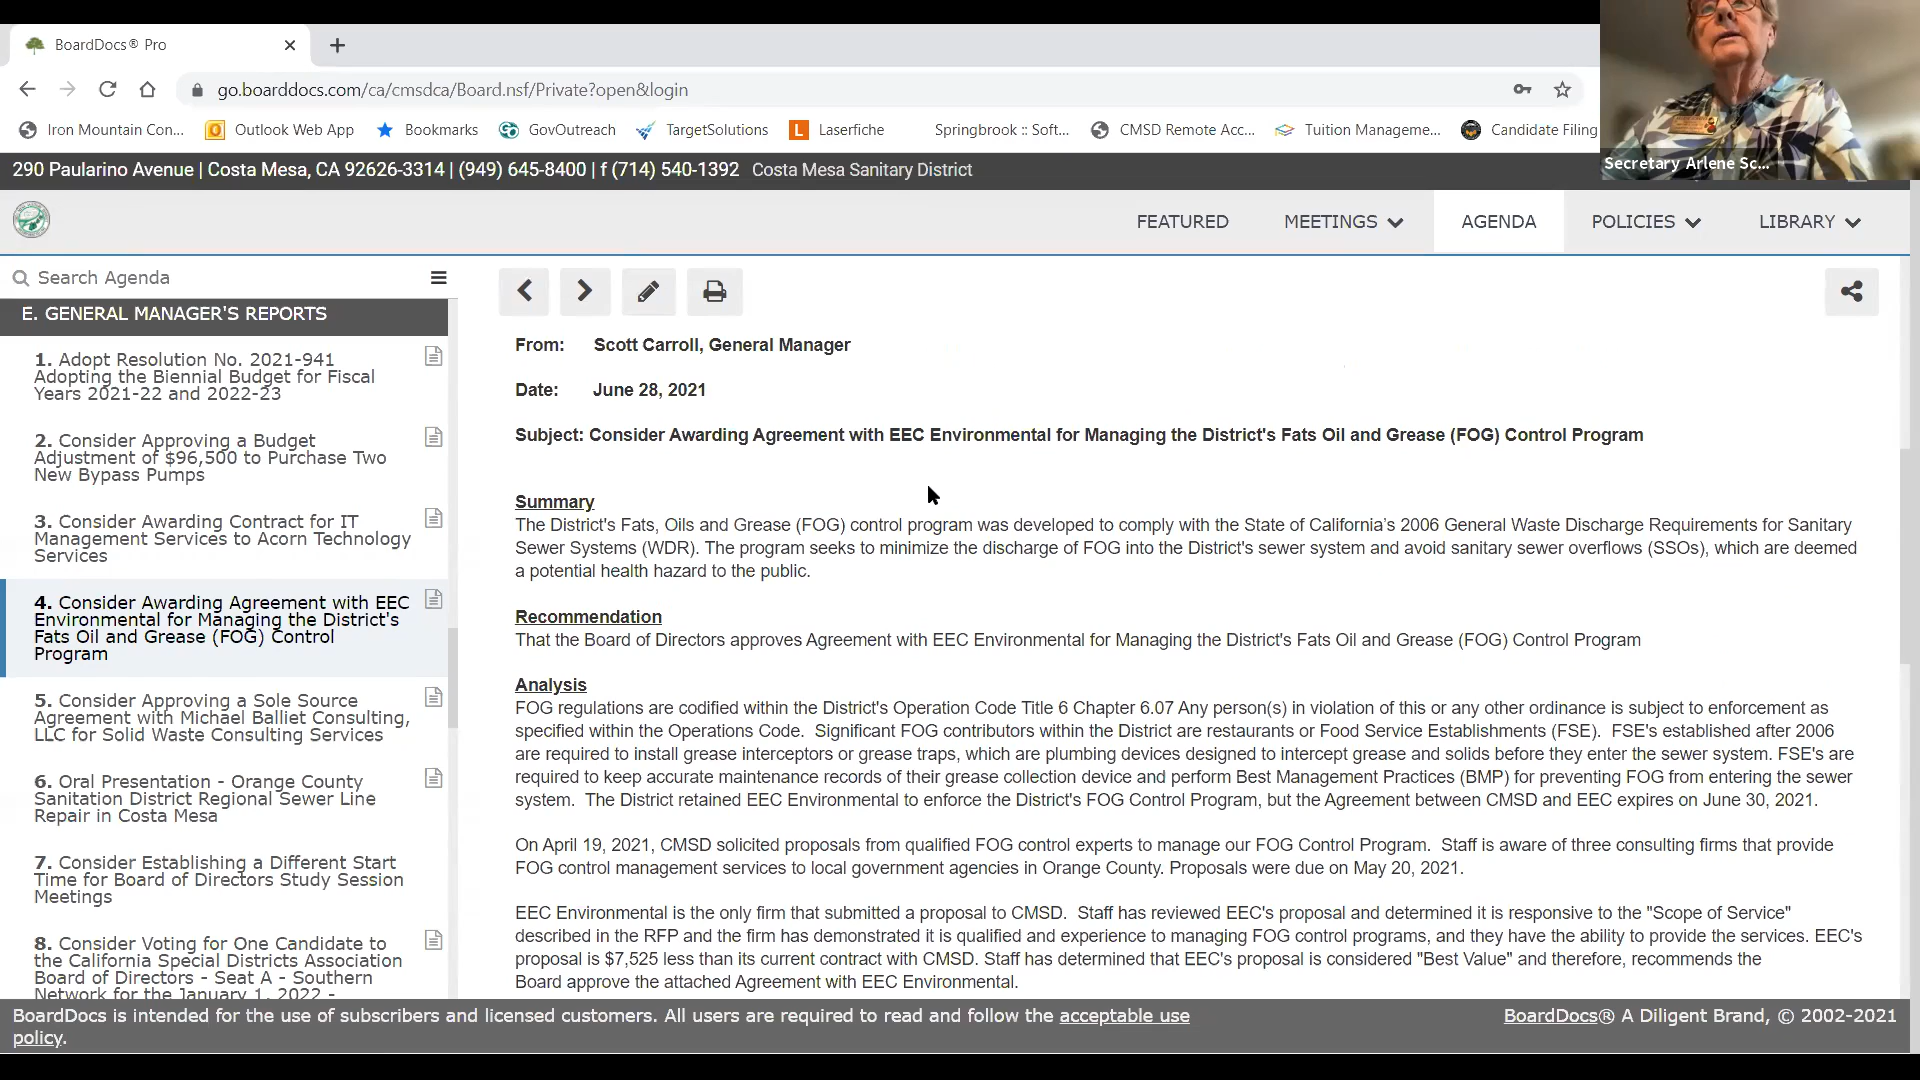 BoardDocs® Pro
go.boarddocs.com/ca/cmsdca/Board.nsf/Private?open&login
Iron Mountain Con... Outlook Web App Bookmarks GovOutreach TargetSolutions Laserfiche Springbrook :: Soft... CMSD Remote Acc... Tuition Manageme... Candidate Filing
Secretary Arlene Sc...
290 Paularino Avenue | Costa Mesa, CA 92626-3314 | (949) 645-8400 | f (714) 540-1392 Costa Mesa Sanitary District
FEATURED MEETINGS AGENDA POLICIES LIBRARY
Search Agenda
E. GENERAL MANAGER'S REPORTS
1. Adopt Resolution No. 2021-941
Adopting the Biennial Budget for Fiscal
Years 2021-22 and 2022-23
2. Consider Approving a Budget
Adjustment of $96,500 to Purchase Two
New Bypass Pumps
3. Consider Awarding Contract for IT
Management Services to Acorn Technology
Services
4. Consider Awarding Agreement with EEC
Environmental for Managing the District's
Fats Oil and Grease (FOG) Control
Program
5. Consider Approving a Sole Source
Agreement with Michael Balliet Consulting,
LLC for Solid Waste Consulting Services
6. Oral Presentation - Orange County
Sanitation District Regional Sewer Line
Repair in Costa Mesa
7. Consider Establishing a Different Start
Time for Board of Directors Study Session
Meetings
8. Consider Voting for One Candidate to
the California Special Districts Association
Board of Directors - Seat A - Southern
Network for the January 1, 2022 -
From: Scott Carroll, General Manager
Date: June 28, 2021
Subject: Consider Awarding Agreement with EEC Environmental for Managing the District's Fats Oil and Grease (FOG) Control Program
Summary
The District's Fats, Oils and Grease (FOG) control program was developed to comply with the State of California's 2006 General Waste Discharge Requirements for Sanitary
Sewer Systems (WDR). The program seeks to minimize the discharge of FOG into the District's sewer system and avoid sanitary sewer overflows (SSOs), which are deemed
a potential health hazard to the public.
Recommendation
That the Board of Directors approves Agreement with EEC Environmental for Managing the District's Fats Oil and Grease (FOG) Control Program
Analysis
FOG regulations are codified within the District's Operation Code Title 6 Chapter 6.07 Any person(s) in violation of this or any other ordinance is subject to enforcement as
specified within the Operations Code. Significant FOG contributors within the District are restaurants or Food Service Establishments (FSE). FSE's established after 2006
are required to install grease interceptors or grease traps, which are plumbing devices designed to intercept grease and solids before they enter the sewer system. FSE's are
required to keep accurate maintenance records of their grease collection device and perform Best Management Practices (BMP) for preventing FOG from entering the sewer
system. The District retained EEC Environmental to enforce the District's FOG Control Program, but the Agreement between CMSD and EEC expires on June 30, 2021.
On April 19, 2021, CMSD solicited proposals from qualified FOG control experts to manage our FOG Control Program. Staff is aware of three consulting firms that provide
FOG control management services to local government agencies in Orange County. Proposals were due on May 20, 2021.
EEC Environmental is the only firm that submitted a proposal to CMSD. Staff has reviewed EEC's proposal and determined it is responsive to the "Scope of Service"
described in the RFP and the firm has demonstrated it is qualified and experience to managing FOG control programs, and they have the ability to provide the services. EEC's
proposal is $7,525 less than its current contract with CMSD. Staff has determined that EEC's proposal is considered "Best Value" and therefore, recommends the
Board approve the attached Agreement with EEC Environmental.
BoardDocs is intended for the use of subscribers and licensed customers. All users are required to read and follow the acceptable use
policy.
BoardDocs® A Diligent Brand, © 2002-2021